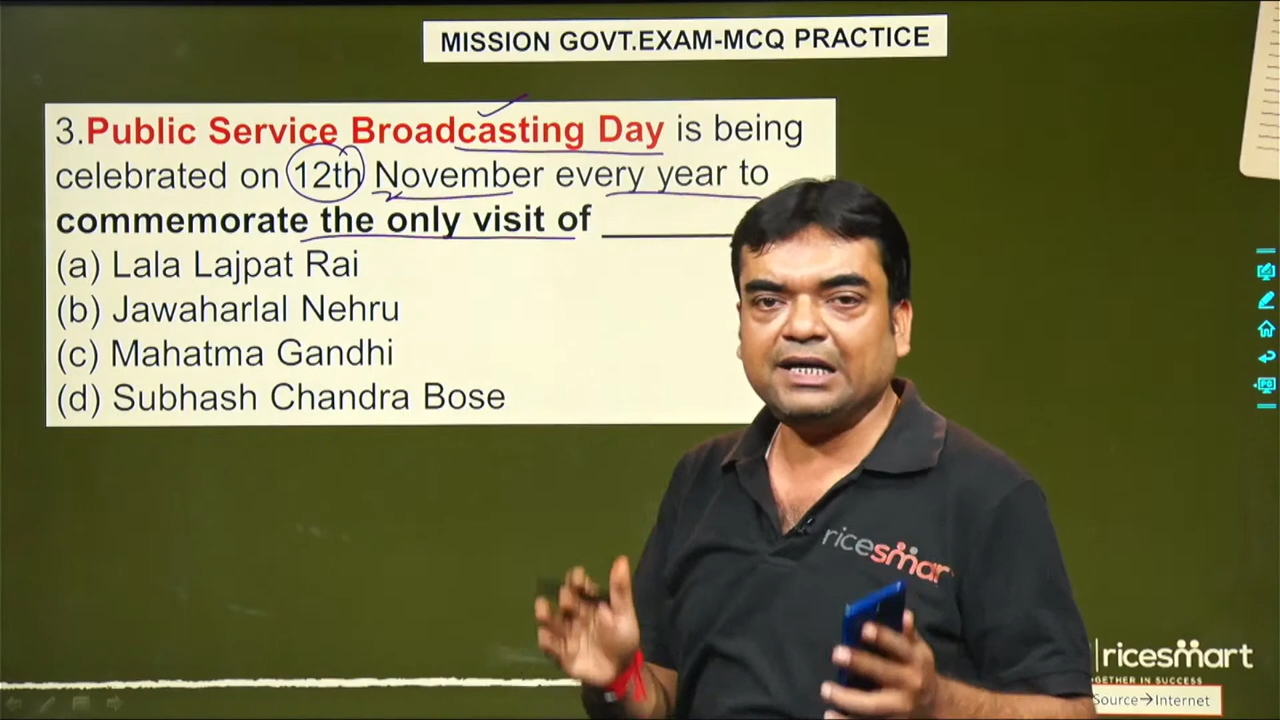 MISSION GOVT.EXAM-MCQ PRACTICE
3.Public Service Broadcasting Day is being
celebrated on 12th November every year to
commemorate the only visit of ________
(a) Lala Lajpat Rai
(b) Jawaharlal Nehru
(c) Mahatma Gandhi
(d) Subhash Chandra Bose
ricesmar
ricesmart
OGETHER IN SUCCESS
Source→Internet